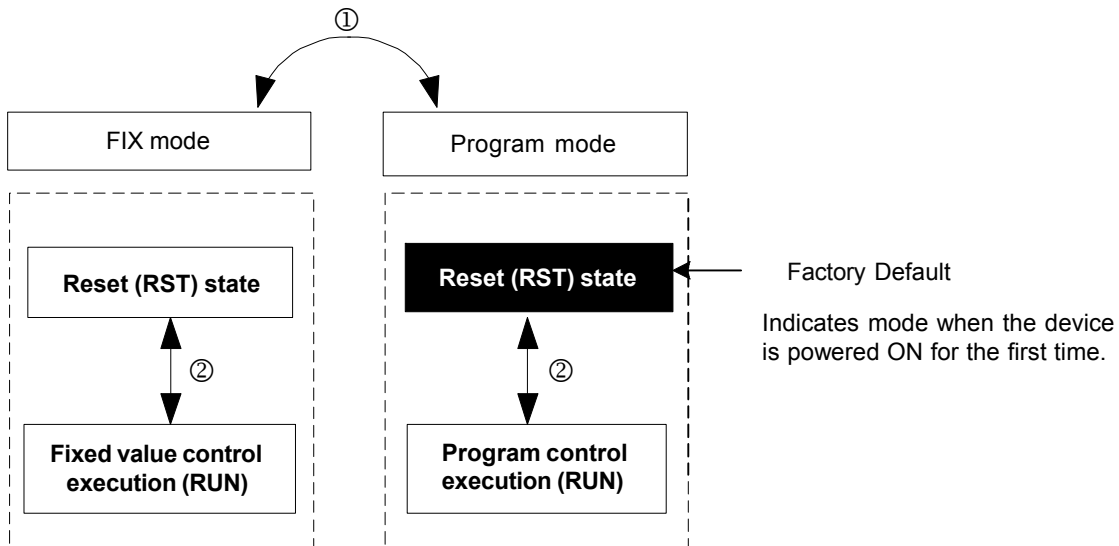 ①
FIX mode
Program mode
Reset (RST) state
Reset (RST) state
Factory Default
Indicates mode when the device
is powered ON for the first time.
②
②
Fixed value control
execution (RUN)
Program control
execution (RUN)